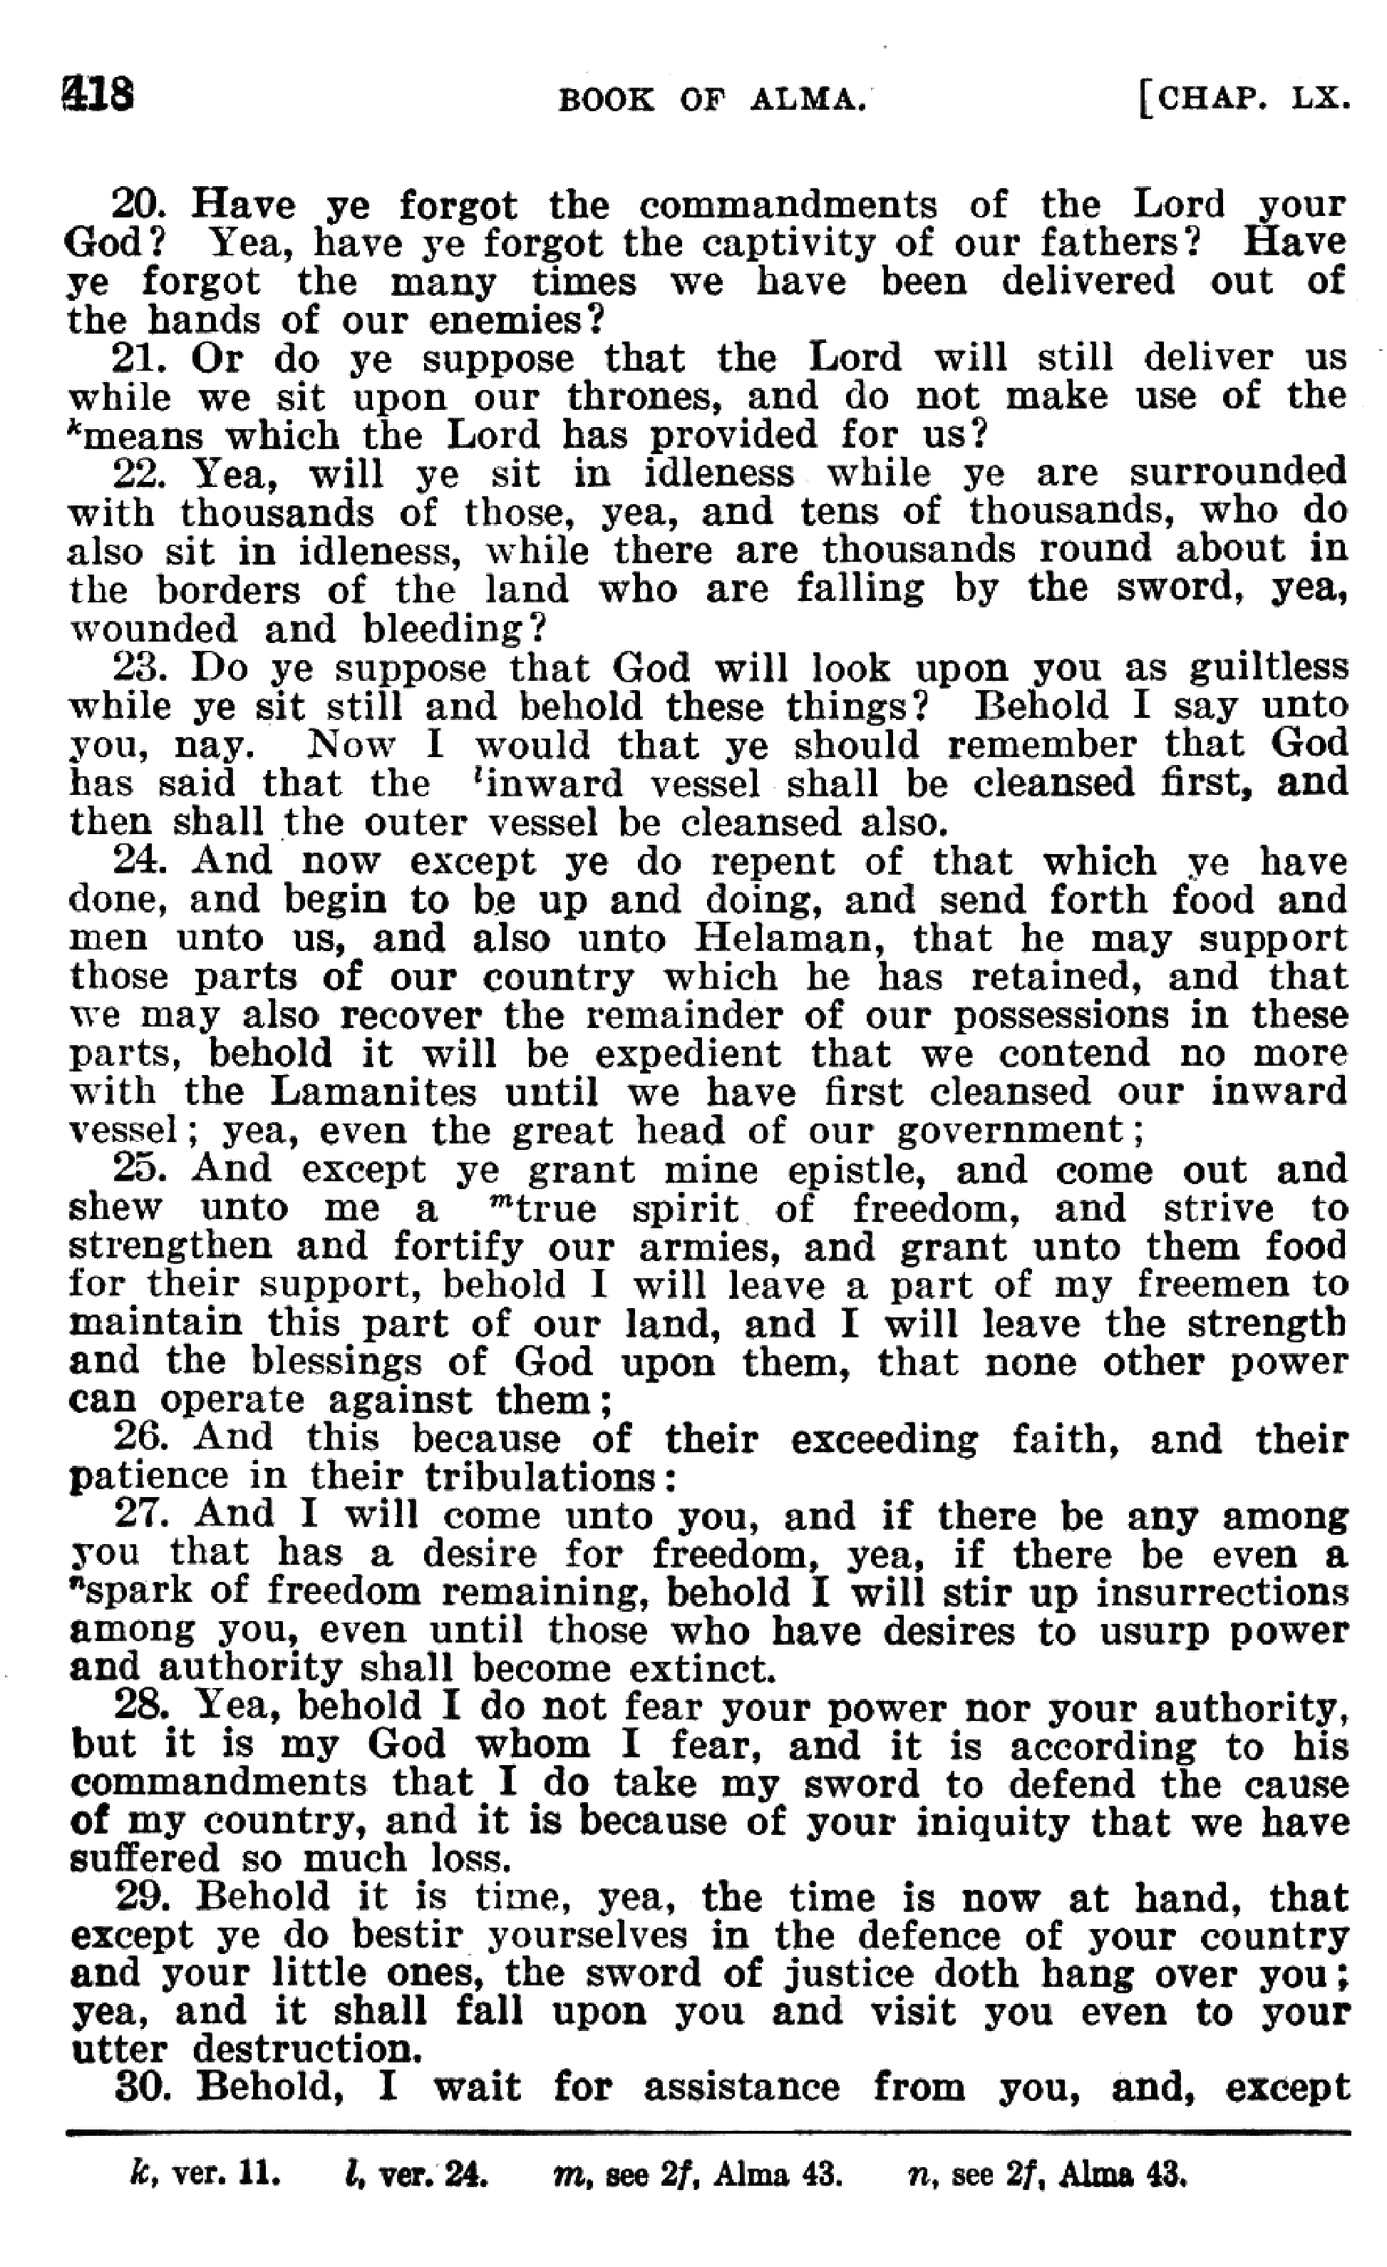 418 BOOK OF ALMA. [CHAP. LX.
20. Have ye forgot the commandments of the Lord your
God? Yea, have ye forgot the captivity of our fathers? Have
ye forgot the many times we have been delivered out of
the hands of our enemies?
21. Or do ye suppose that the Lord will still deliver us
while we sit upon our thrones, and do not make use of the
kmeans which the Lord has provided for us?
22. Yea, will ye sit in idleness while ye are surrounded
with thousands of those, yea, and tens of thousands, who do
also sit in idleness, while there are thousands round about in
the borders of the land who are falling by the sword, yea,
wounded and bleeding?
23. Do ye suppose that God will look upon you as guiltless
while ye sit still and behold these things? Behold I say unto
you, nay. Now I would that ye should remember that God
has said that the linward vessel shall be cleansed first, and
then shall the outer vessel be cleansed also.
24. And now except ye do repent of that which ye have
done, and begin to be up and doing, and send forth food and
men unto us, and also unto Helaman, that he may support
those parts of our country which he has retained, and that
we may also recover the remainder of our possessions in these
parts, behold it will be expedient that we contend no more
with the Lamanites until we have first cleansed our inward
vessel; yea, even the great head of our government;
25. And except ye grant mine epistle, and come out and
shew unto me a mtrue spirit of freedom, and strive to
strengthen and fortify our armies, and grant unto them food
for their support, behold I will leave a part of my freemen to
maintain this part of our land, and I will leave the strength
and the blessings of God upon them, that none other power
can operate against them;
26. And this because of their exceeding faith, and their
patience in their tribulations:
27. And I will come unto you, and if there be any among
you that has a desire for freedom, yea, if there be even a
nspark of freedom remaining, behold I will stir up insurrections
among you, even until those who have desires to usurp power
and authority shall become extinct.
28. Yea, behold I do not fear your power nor your authority,
but it is my God whom I fear, and it is according to his
commandments that I do take my sword to defend the cause
of my country, and it is because of your iniquity that we have
suffered so much loss.
29. Behold it is time, yea, the time is now at hand, that
except ye do bestir yourselves in the defence of your country
and your little ones, the sword of justice doth hang over you;
yea, and it shall fall upon you and visit you even to your
utter destruction.
30. Behold, I wait for assistance from you, and, except
k, ver. 11. l, ver. 24. m, see 2f, Alma 43. n, see 2f, Alma 43.